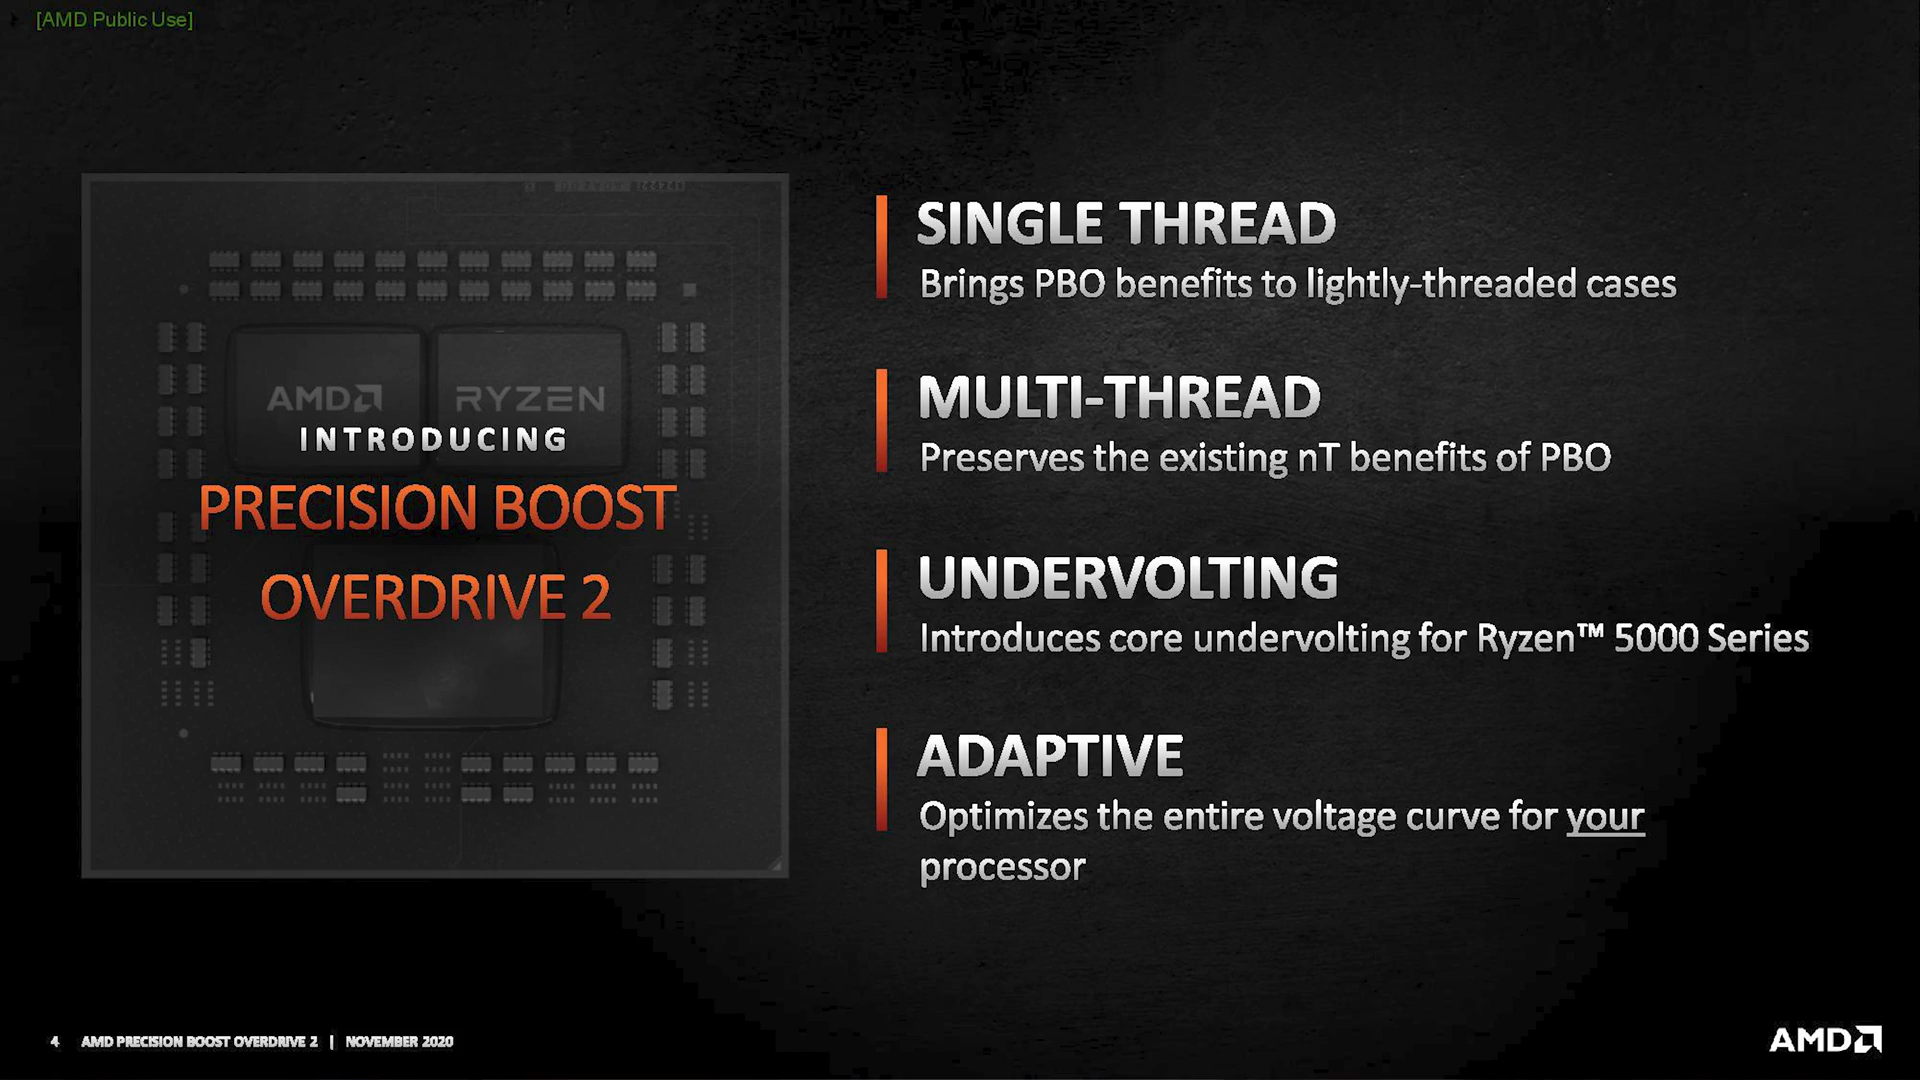 [AMD Public Use]
AMD RYZEN
INTRODUCING
PRECISION BOOST
OVERDRIVE 2
SINGLE THREAD
Brings PBO benefits to lightly-threaded cases
MULTI-THREAD
Preserves the existing nT benefits of PBO
UNDERVOLTING
Introduces core undervolting for Ryzen™ 5000 Series
ADAPTIVE
Optimizes the entire voltage curve for your
processor
4 AMD PRECISION BOOST OVERDRIVE 2 | NOVEMBER 2020
AMD